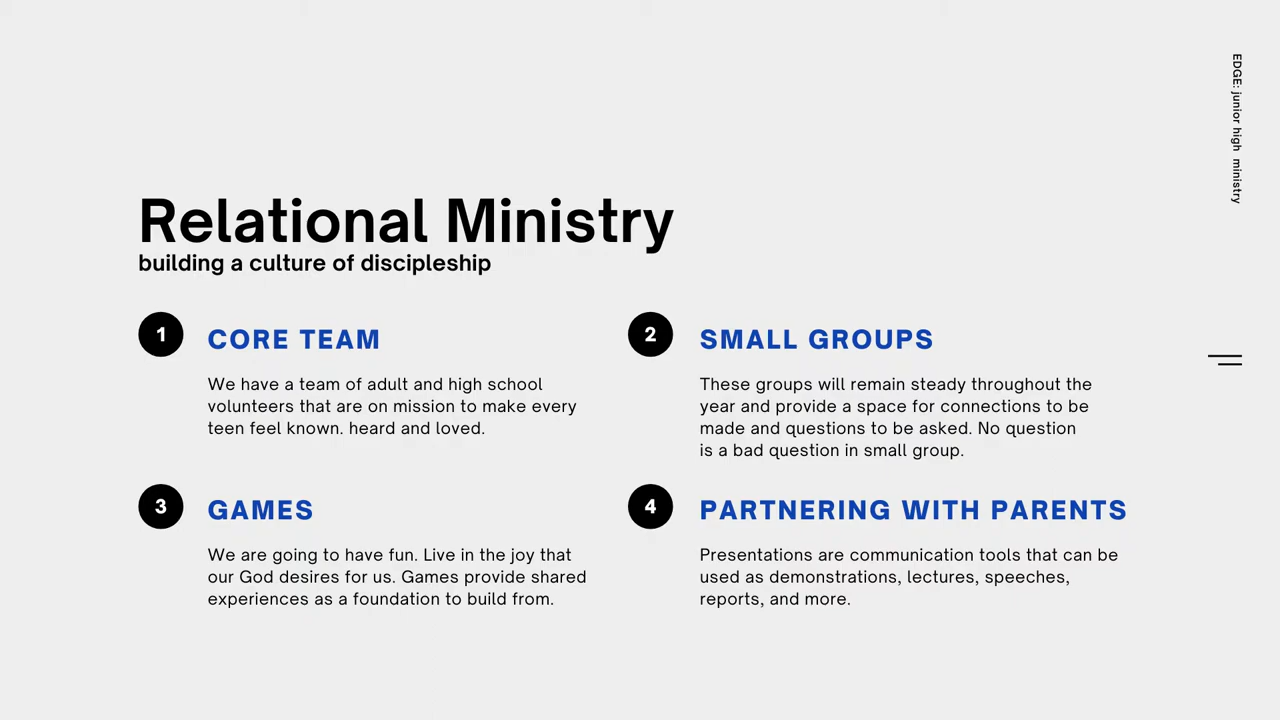 EDGE: junior high ministry
Relational Ministry
building a culture of discipleship
1
CORE TEAM
We have a team of adult and high school
volunteers that are on mission to make every
teen feel known. heard and loved.
2
SMALL GROUPS
These groups will remain steady throughout the
year and provide a space for connections to be
made and questions to be asked. No question
is a bad question in small group.
3
GAMES
We are going to have fun. Live in the joy that
our God desires for us. Games provide shared
experiences as a foundation to build from.
4
PARTNERING WITH PARENTS
Presentations are communication tools that can be
used as demonstrations, lectures, speeches,
reports, and more.